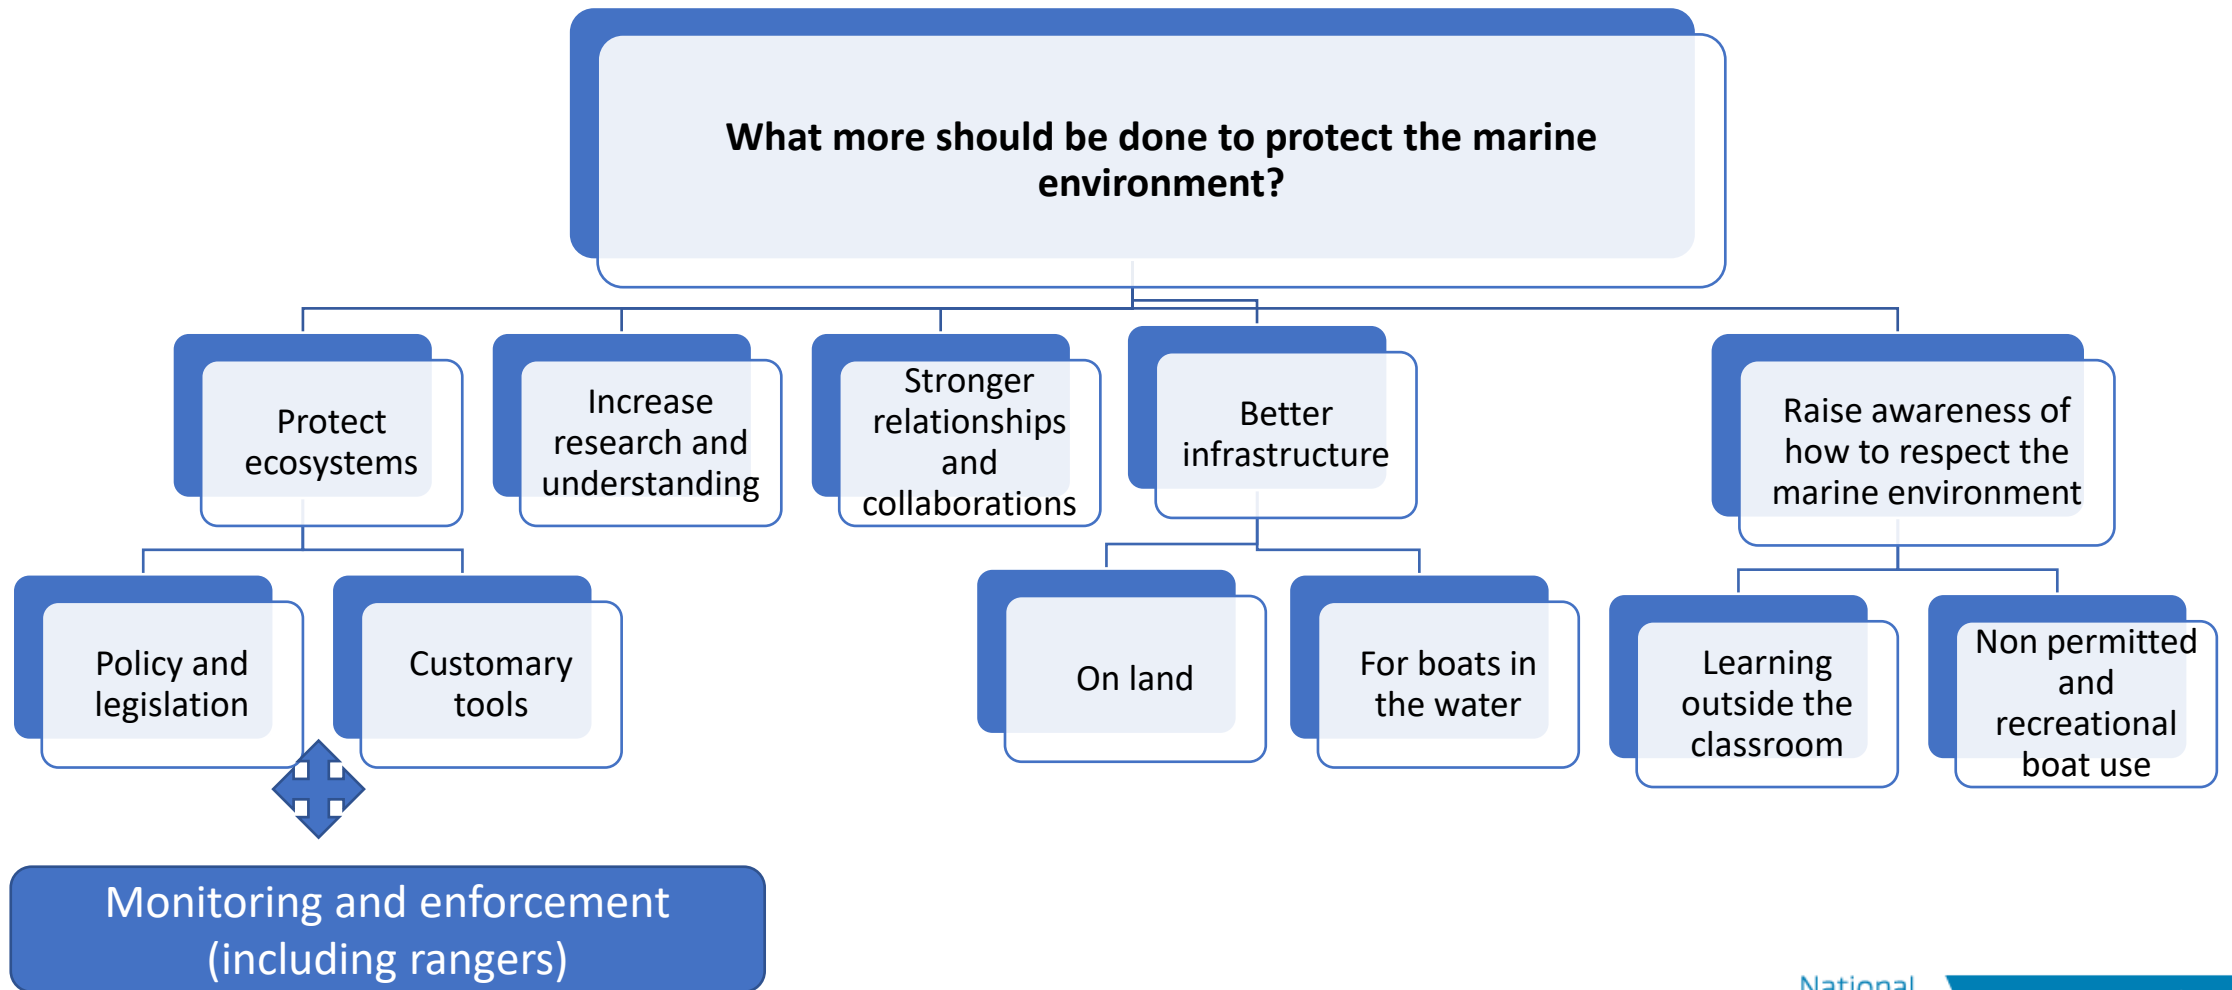 What more should be done to protect the marine
environment?
Protect
ecosystems
Increase
research and
understanding
Stronger
relationships
and
collaborations
Better
infrastructure
Raise awareness of
how to respect the
marine environment
Policy and
legislation
Customary
tools
On land
For boats in
the water
Learning
outside the
classroom
Non permitted
and
recreational
boat use
Monitoring and enforcement
(including rangers)
National